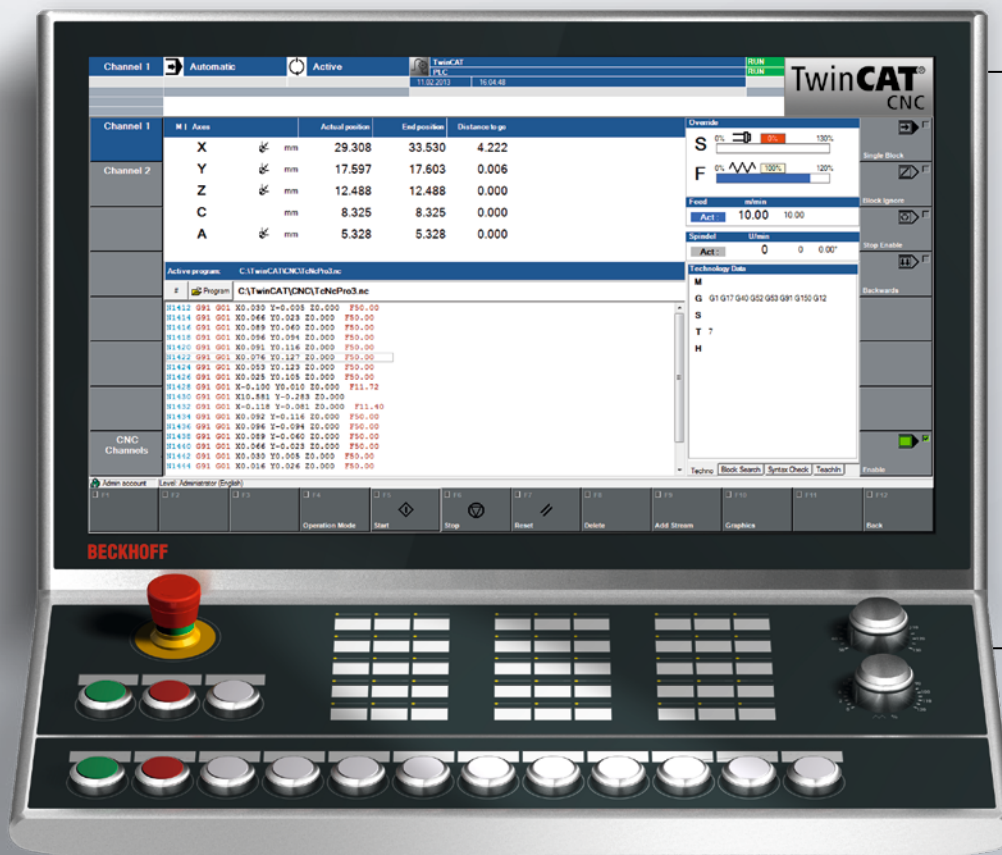 Channel 1 Automatic Active TwinCAT RUN
PLC RUN
11.02.2013 16:04:48
TwinCAT®
CNC
Channel 1
Channel 2
CNC
Channels
Axes Actual position End position Distance to go
X mm 29.308 33.530 4.222
Y mm 17.597 17.603 0.006
Z mm 12.488 12.488 0.000
C mm 8.325 8.325 0.000
A mm 5.328 5.328 0.000
Active program: C:\TwinCAT\CNC\TcNcPro3.nc
# Program C:\TwinCAT\CNC\TcNcPro3.nc
N1412 G91 G01 X0.030 Y-0.005 Z0.000 F50.00
N1414 G91 G01 X0.066 Y0.023 Z0.000 F50.00
N1416 G91 G01 X0.089 Y0.060 Z0.000 F50.00
N1418 G91 G01 X0.096 Y0.094 Z0.000 F50.00
N1420 G91 G01 X0.091 Y0.116 Z0.000 F50.00
N1422 G91 G01 X0.076 Y0.127 Z0.000 F50.00
N1424 G91 G01 X0.053 Y0.123 Z0.000 F50.00
N1426 G91 G01 X0.025 Y0.105 Z0.000 F50.00
N1428 G91 G01 X-0.100 Y0.010 Z0.000 F11.72
N1430 G91 G01 X10.881 Y-0.283 Z0.000
N1432 G91 G01 X-0.118 Y-0.081 Z0.000 F11.40
N1434 G91 G01 X0.092 Y-0.116 Z0.000 F50.00
N1436 G91 G01 X0.096 Y-0.094 Z0.000 F50.00
N1438 G91 G01 X0.089 Y-0.060 Z0.000 F50.00
N1440 G91 G01 X0.066 Y-0.023 Z0.000 F50.00
N1442 G91 G01 X0.030 Y0.005 Z0.000 F50.00
N1444 G91 G01 X0.016 Y0.026 Z0.000 F50.00
Override
S 0% 0% 130%
F 0% 100% 120%
Feed m/min
Act : 10.00 10.00
Spindel U/min
Act : 0 0 0.00°
Technology Data
M
G G1 G17 G40 G52 G53 G91 G150 G12
S
T 7
H
Techno Block Search Syntax Check TeachIn
Single Block
Block Ignore
Stop Enable
Backwards
Enable
Admin account Level: Administrator (English)
F1 F2 F3 F4 F5 F6 F7 F8 F9 F10 F11 F12
Operation Mode Start Stop Reset Delete Add Stream Graphics Back
BECKHOFF